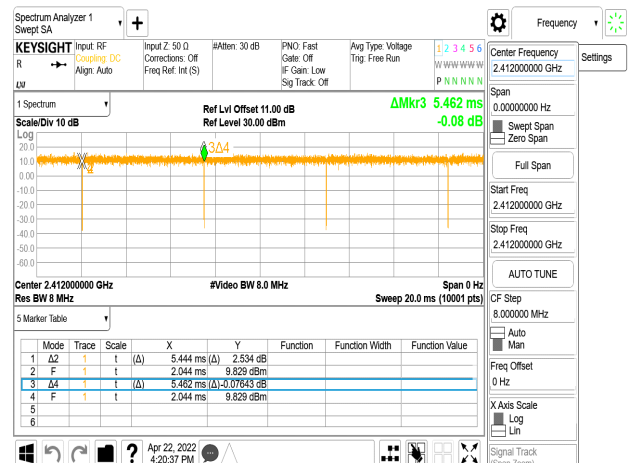 Spectrum Analyzer 1
Swept SA
Frequency
KEYSIGHT
R
Input: RF
Coupling: DC
Align: Auto
Input Z: 50 Ω
Corrections: Off
Freq Ref: Int (S)
#Atten: 30 dB
PNO: Fast
Gate: Off
IF Gain: Low
Sig Track: Off
Avg Type: Voltage
Trig: Free Run
1 2 3 4 5 6
W W W W W W
P N N N N N
1 Spectrum
Scale/Div 10 dB
Ref Lvl Offset 11.00 dB
Ref Level 30.00 dBm
ΔMkr3 5.462 ms
-0.08 dB
Log
20.0
10.0
0.00
-10.0
-20.0
-30.0
-40.0
-50.0
-60.0
3Δ4
Center 2.412000000 GHz
Res BW 8 MHz
#Video BW 8.0 MHz
Span 0 Hz
Sweep 20.0 ms (10001 pts)
5 Marker Table
Mode Trace Scale X Y Function Function Width Function Value
1 Δ2 1 t (Δ) 5.444 ms (Δ) 2.534 dB
2 F 1 t 2.044 ms 9.829 dBm
3 Δ4 1 t (Δ) 5.462 ms (Δ) -0.07643 dB
4 F 1 t 2.044 ms 9.829 dBm
5
6
Apr 22, 2022
4:20:37 PM
Center Frequency
2.412000000 GHz
Settings
Span
0.00000000 Hz
Swept Span
Zero Span
Full Span
Start Freq
2.412000000 GHz
Stop Freq
2.412000000 GHz
AUTO TUNE
CF Step
8.000000 MHz
Auto
Man
Freq Offset
0 Hz
X Axis Scale
Log
Lin
Signal Track
(Span Zoom)